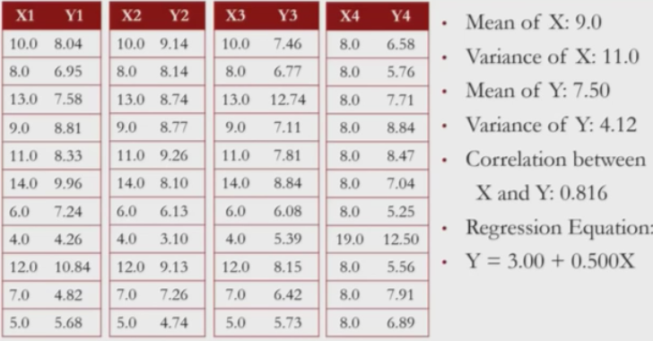 X1 Y1 X2 Y2 X3 Y3 X4 Y4
10.0 8.04 10.0 9.14 10.0 7.46 8.0 6.58
8.0 6.95 8.0 8.14 8.0 6.77 8.0 5.76
13.0 7.58 13.0 8.74 13.0 12.74 8.0 7.71
9.0 8.81 9.0 8.77 9.0 7.11 8.0 8.84
11.0 8.33 11.0 9.26 11.0 7.81 8.0 8.47
14.0 9.96 14.0 8.10 14.0 8.84 8.0 7.04
6.0 7.24 6.0 6.13 6.0 6.08 8.0 5.25
4.0 4.26 4.0 3.10 4.0 5.39 19.0 12.50
12.0 10.84 12.0 9.13 12.0 8.15 8.0 5.56
7.0 4.82 7.0 7.26 7.0 6.42 8.0 7.91
5.0 5.68 5.0 4.74 5.0 5.73 8.0 6.89
• Mean of X: 9.0
• Variance of X: 11.0
• Mean of Y: 7.50
• Variance of Y: 4.12
• Correlation between
X and Y: 0.816
• Regression Equation:
• Y = 3.00 + 0.500X